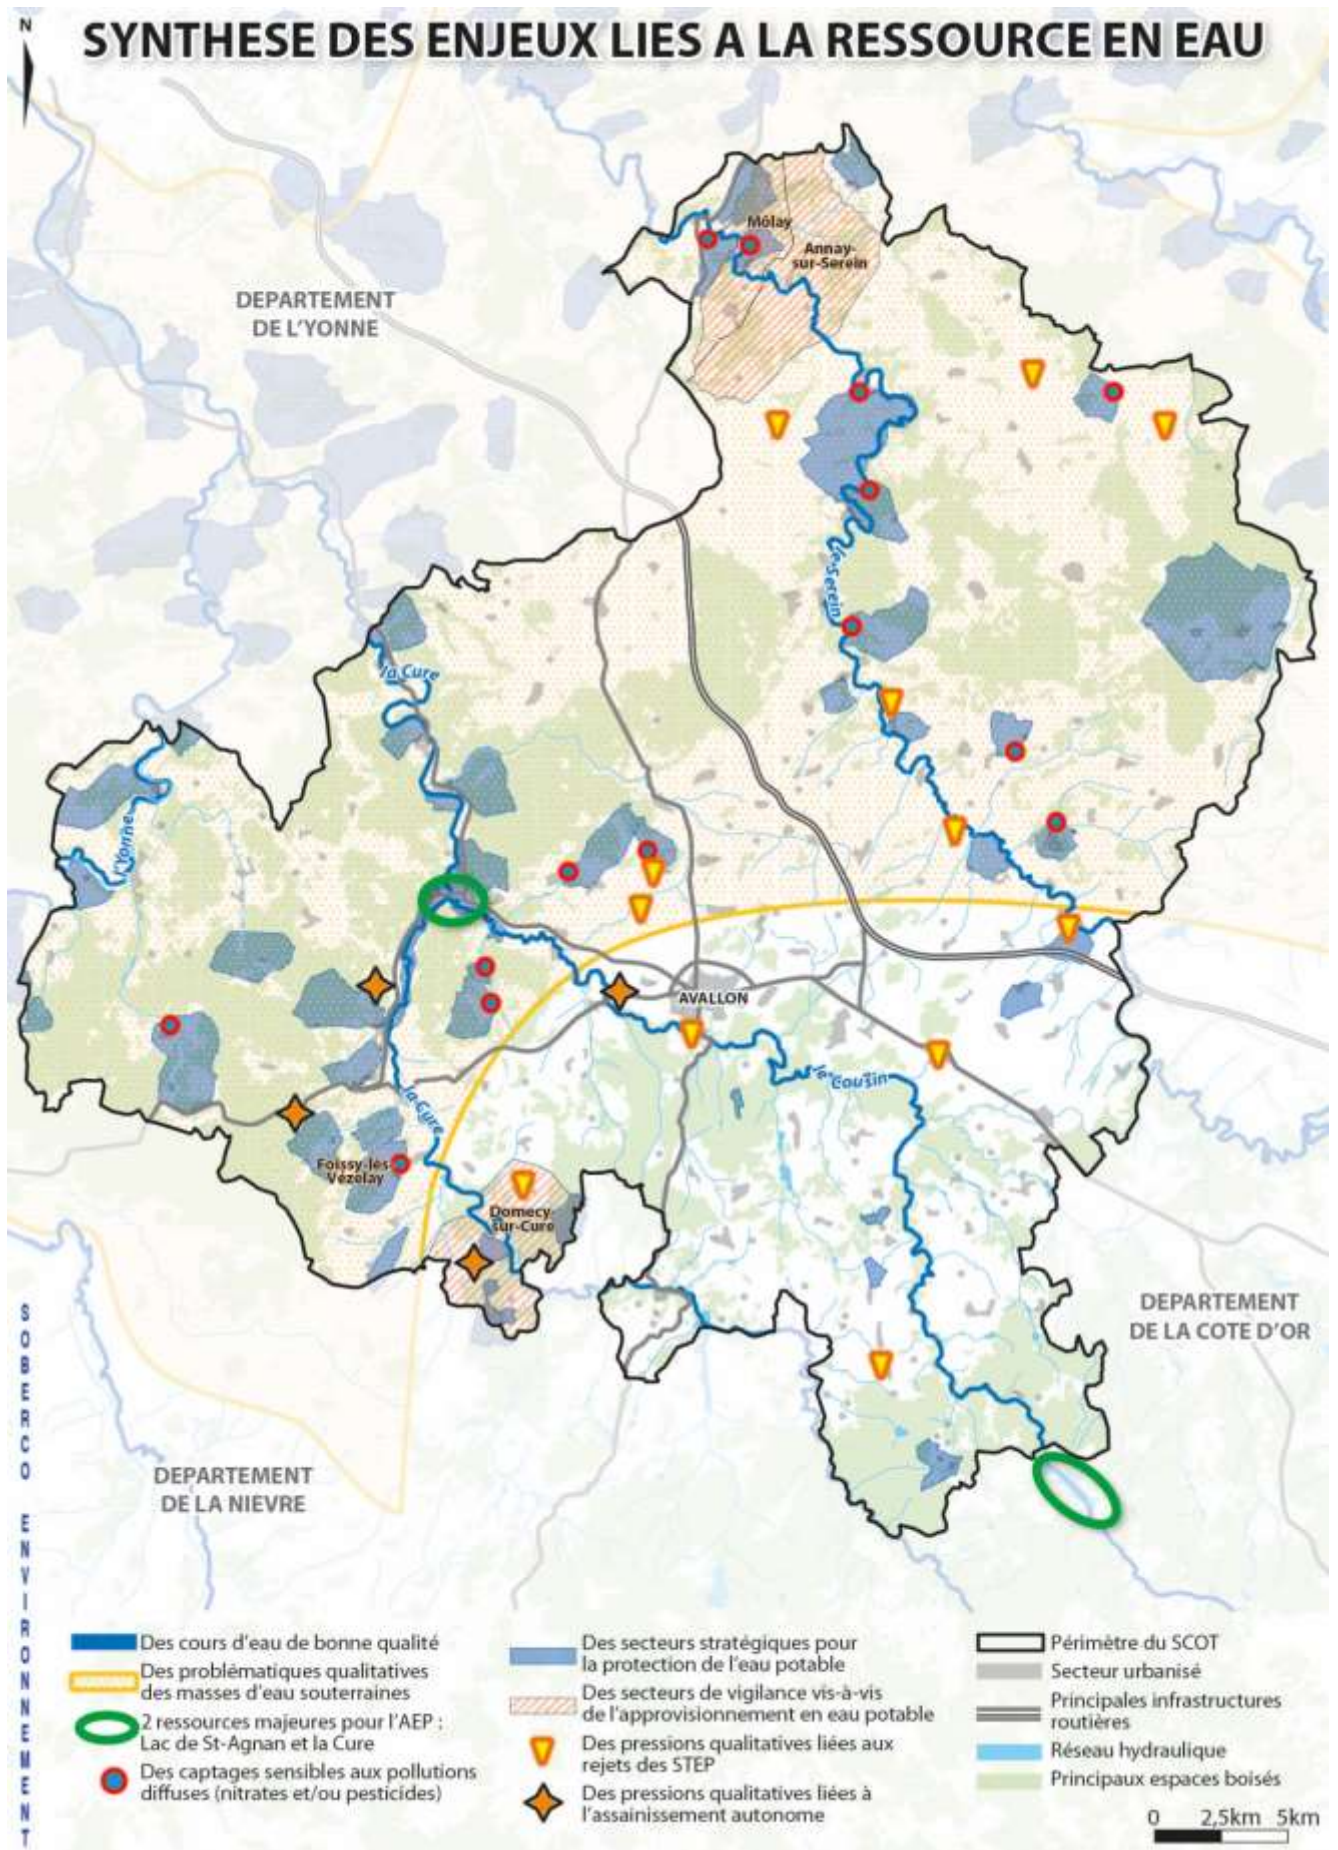 N
SYNTHESE DES ENJEUX LIES A LA RESSOURCE EN EAU
Môlay
Annay-
sur-Serein
DEPARTEMENT
DE L'YONNE
le Serein
la Cure
l'Yonne
AVALLON
le Cousin
la Cure
Foissy-lès-
Vézelay
Domecy-
sur-Cure
DEPARTEMENT
DE LA COTE D'OR
DEPARTEMENT
DE LA NIEVRE
SOBERCO ENVIRONNEMENT
Des cours d'eau de bonne qualité
Des problématiques qualitatives
des masses d'eau souterraines
2 ressources majeures pour l'AEP :
Lac de St-Agnan et la Cure
Des captages sensibles aux pollutions
diffuses (nitrates et/ou pesticides)
Des secteurs stratégiques pour
la protection de l'eau potable
Des secteurs de vigilance vis-à-vis
de l'approvisionnement en eau potable
Des pressions qualitatives liées aux
rejets des STEP
Des pressions qualitatives liées à
l'assainissement autonome
Périmètre du SCOT
Secteur urbanisé
Principales infrastructures
routières
Réseau hydraulique
Principaux espaces boisés
0 2,5km 5km